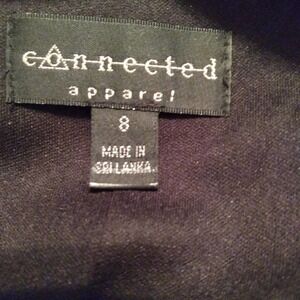 connected
apparel
8
MADE IN
SRI LANKA